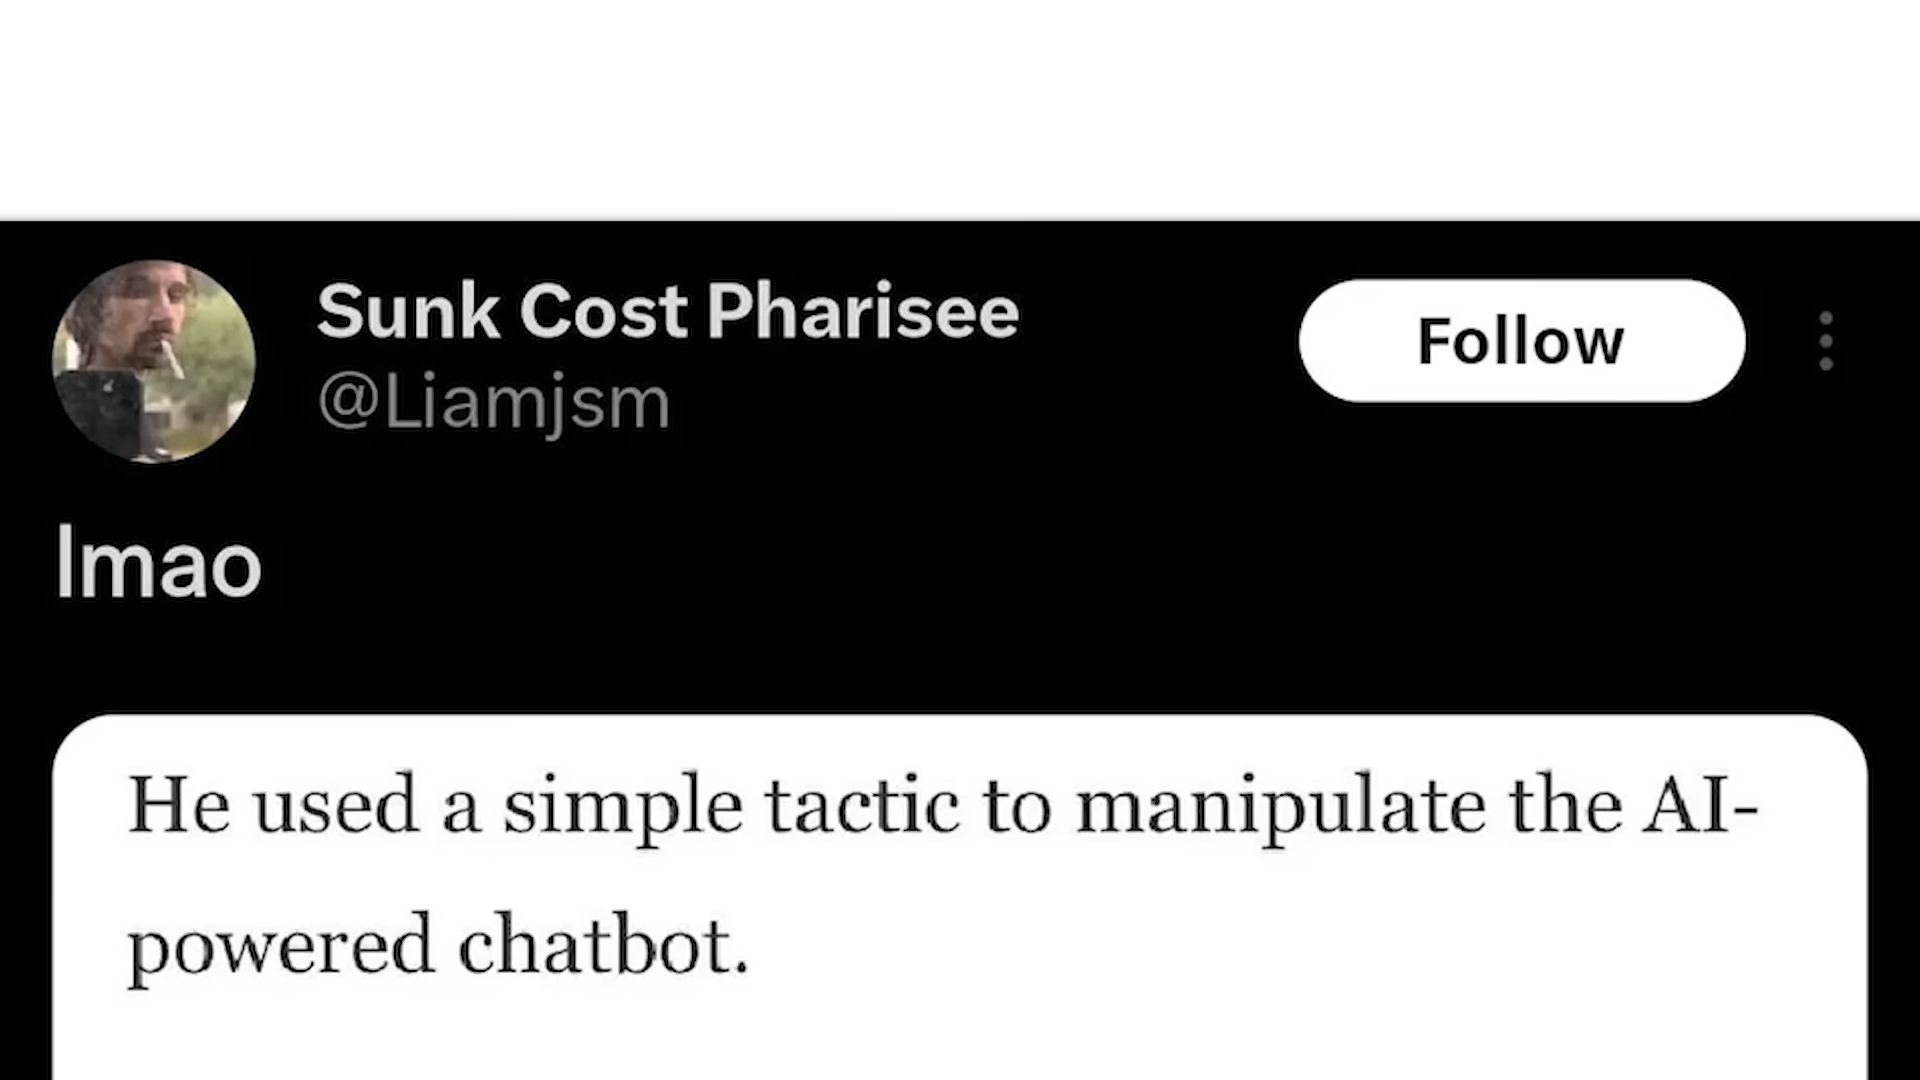 Sunk Cost Pharisee
Follow
@Liamjsm
lmao
He used a simple tactic to manipulate the AI-
powered chatbot.